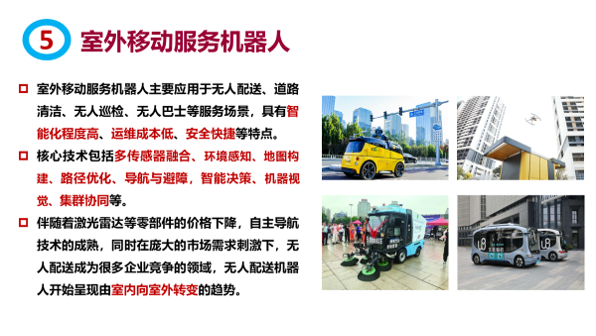 5
室外移动服务机器人
室外移动服务机器人主要应用于无人配送、道路
清洁、无人巡检、无人巴士等服务场景，具有智
能化程度高、运维成本低、安全快捷等特点。
核心技术包括多传感器融合、环境感知、地图构
建、路径优化、导航与避障，智能决策、机器视
觉、集群协同等。
伴随着激光雷达等零部件的价格下降，自主导航
技术的成熟，同时在庞大的市场需求刺激下，无
人配送成为很多企业竞争的领域，无人配送机器
人开始呈现由室内向室外转变的趋势。